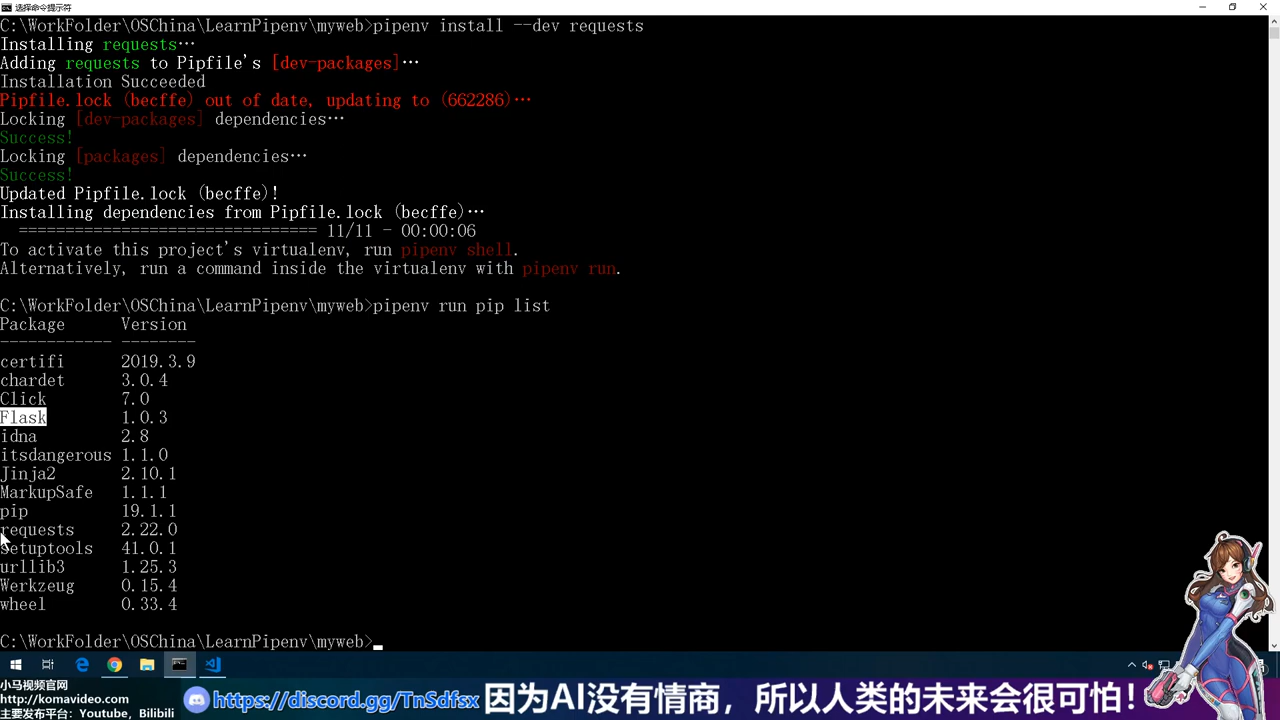 选择命令提示符
C:\WorkFolder\OSChina\LearnPipenv\myweb>pipenv install --dev requests
Installing requests…
Adding requests to Pipfile's [dev-packages]…
Installation Succeeded
Pipfile.lock (becffe) out of date, updating to (662286)…
Locking [dev-packages] dependencies…
Success!
Locking [packages] dependencies…
Success!
Updated Pipfile.lock (becffe)!
Installing dependencies from Pipfile.lock (becffe)…
================================ 11/11 - 00:00:06
To activate this project's virtualenv, run pipenv shell.
Alternatively, run a command inside the virtualenv with pipenv run.
C:\WorkFolder\OSChina\LearnPipenv\myweb>pipenv run pip list
Package Version
------------ --------
certifi 2019.3.9
chardet 3.0.4
Click 7.0
Flask 1.0.3
idna 2.8
itsdangerous 1.1.0
Jinja2 2.10.1
MarkupSafe 1.1.1
pip 19.1.1
requests 2.22.0
setuptools 41.0.1
urllib3 1.25.3
Werkzeug 0.15.4
wheel 0.33.4
C:\WorkFolder\OSChina\LearnPipenv\myweb>
小马视频官网
http://komavideo.com
主要发布平台：Youtube，Bilibili
https://discord.gg/TnSdfsx 因为AI没有情商，所以人类的未来会很可怕！